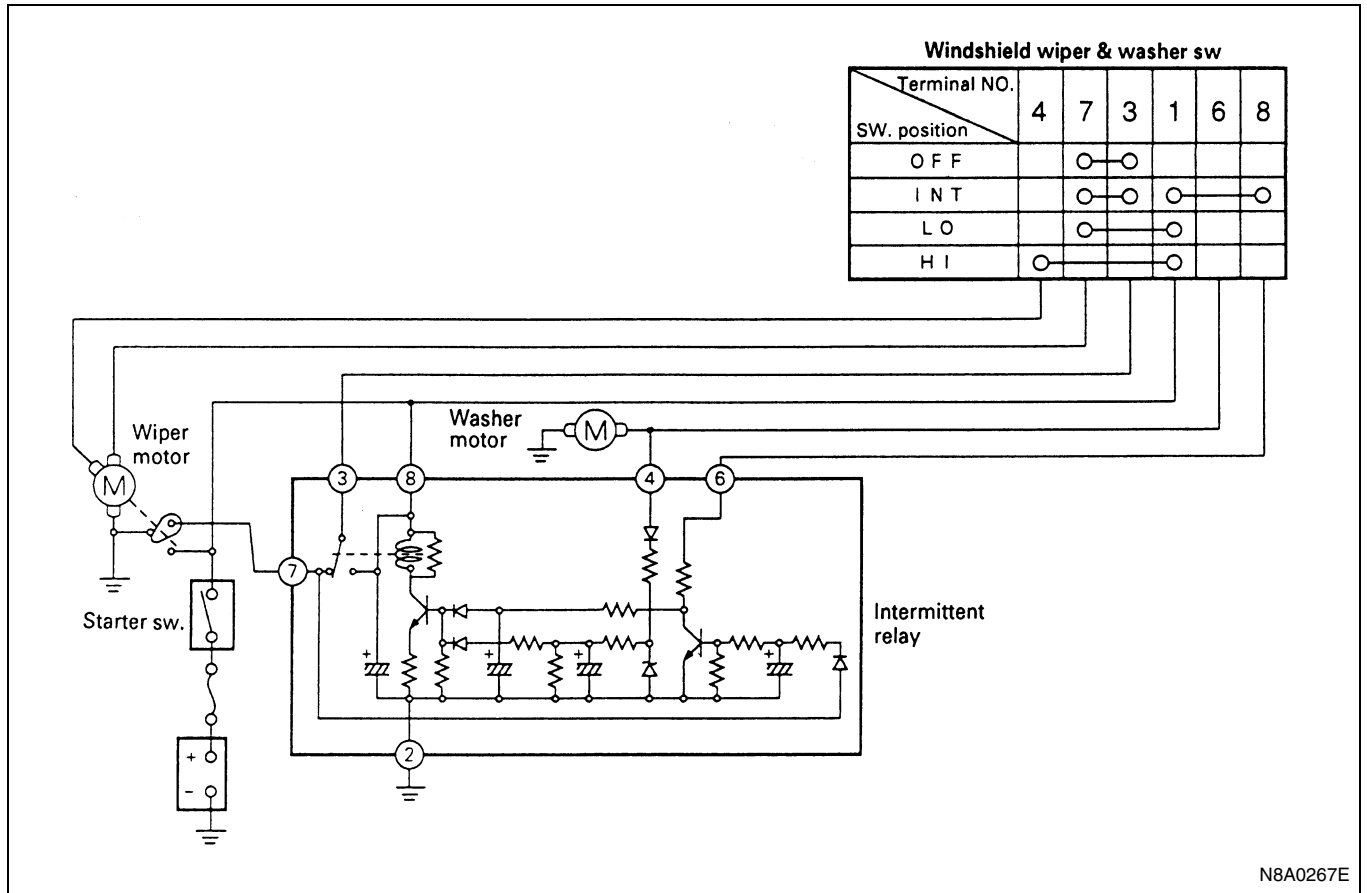 Windshield wiper & washer sw
Terminal NO.
SW. position
4 7 3 1 6 8
OFF
INT
LO
HI
Washer
motor
Wiper
motor
M
M
3 8 4 6
7
Starter sw.
Intermittent
relay
+ + + +
2
+
-
N8A0267E